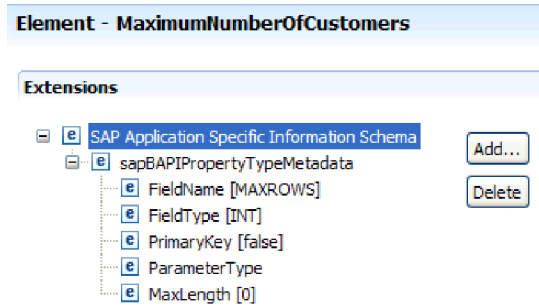 Element - MaximumNumberOfCustomers
Extensions
SAP Application Specific Information Schema
Add...
sapBAPIPropertyTypeMetadata
FieldName [MAXROWS]
Delete
FieldType [INT]
PrimaryKey [false]
ParameterType
MaxLength [0]